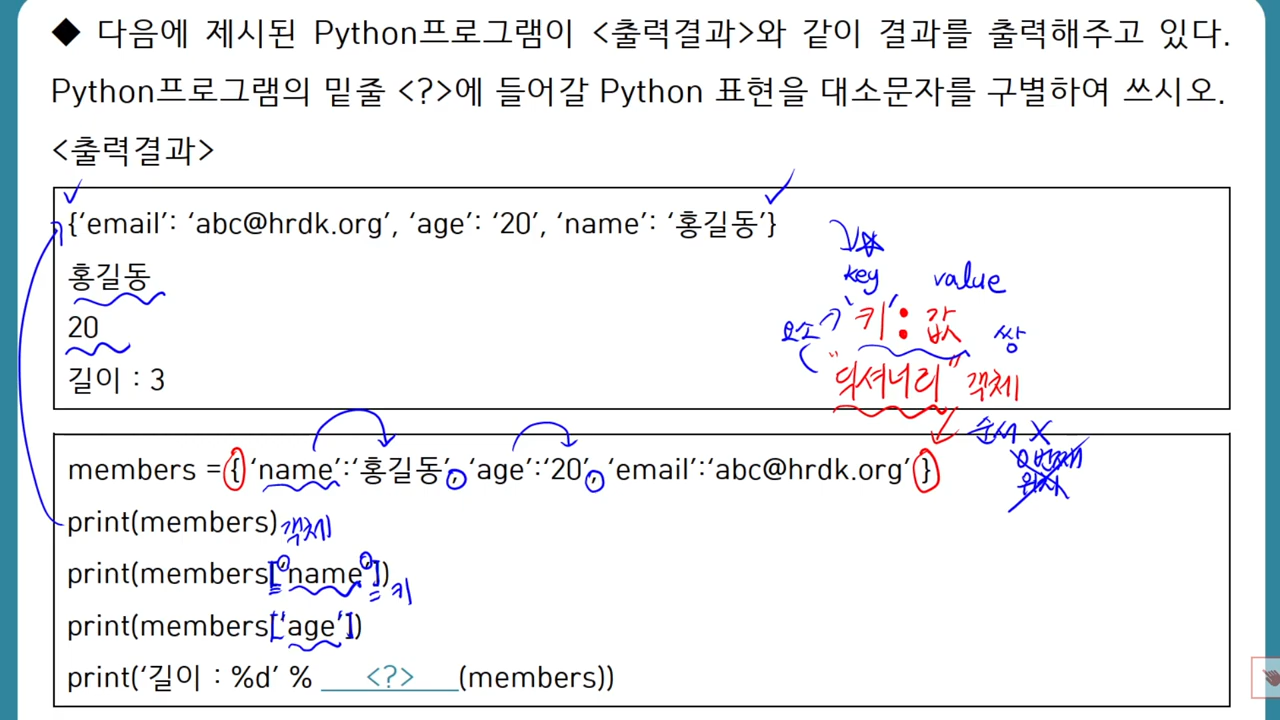 ◆ 다음에 제시된 Python프로그램이 <출력결과>와 같이 결과를 출력해주고 있다.
Python프로그램의 밑줄 <?>에 들어갈 Python 표현을 대소문자를 구별하여 쓰시오.
<출력결과>
{‘email’: ‘abc@hrdk.org’, ‘age’: ‘20’, ‘name’: ‘홍길동’}
홍길동
20
길이 : 3
key value
요소 '키' : 값 쌍
"딕셔너리" 객체
순서 X
0번째
위치
members = { ‘name’:‘홍길동’, ‘age’:‘20’, ‘email’:‘abc@hrdk.org’ }
print(members) 객체
print(members[‘name’]) 키
print(members[‘age’])
print(‘길이 : %d’ % <?> (members))